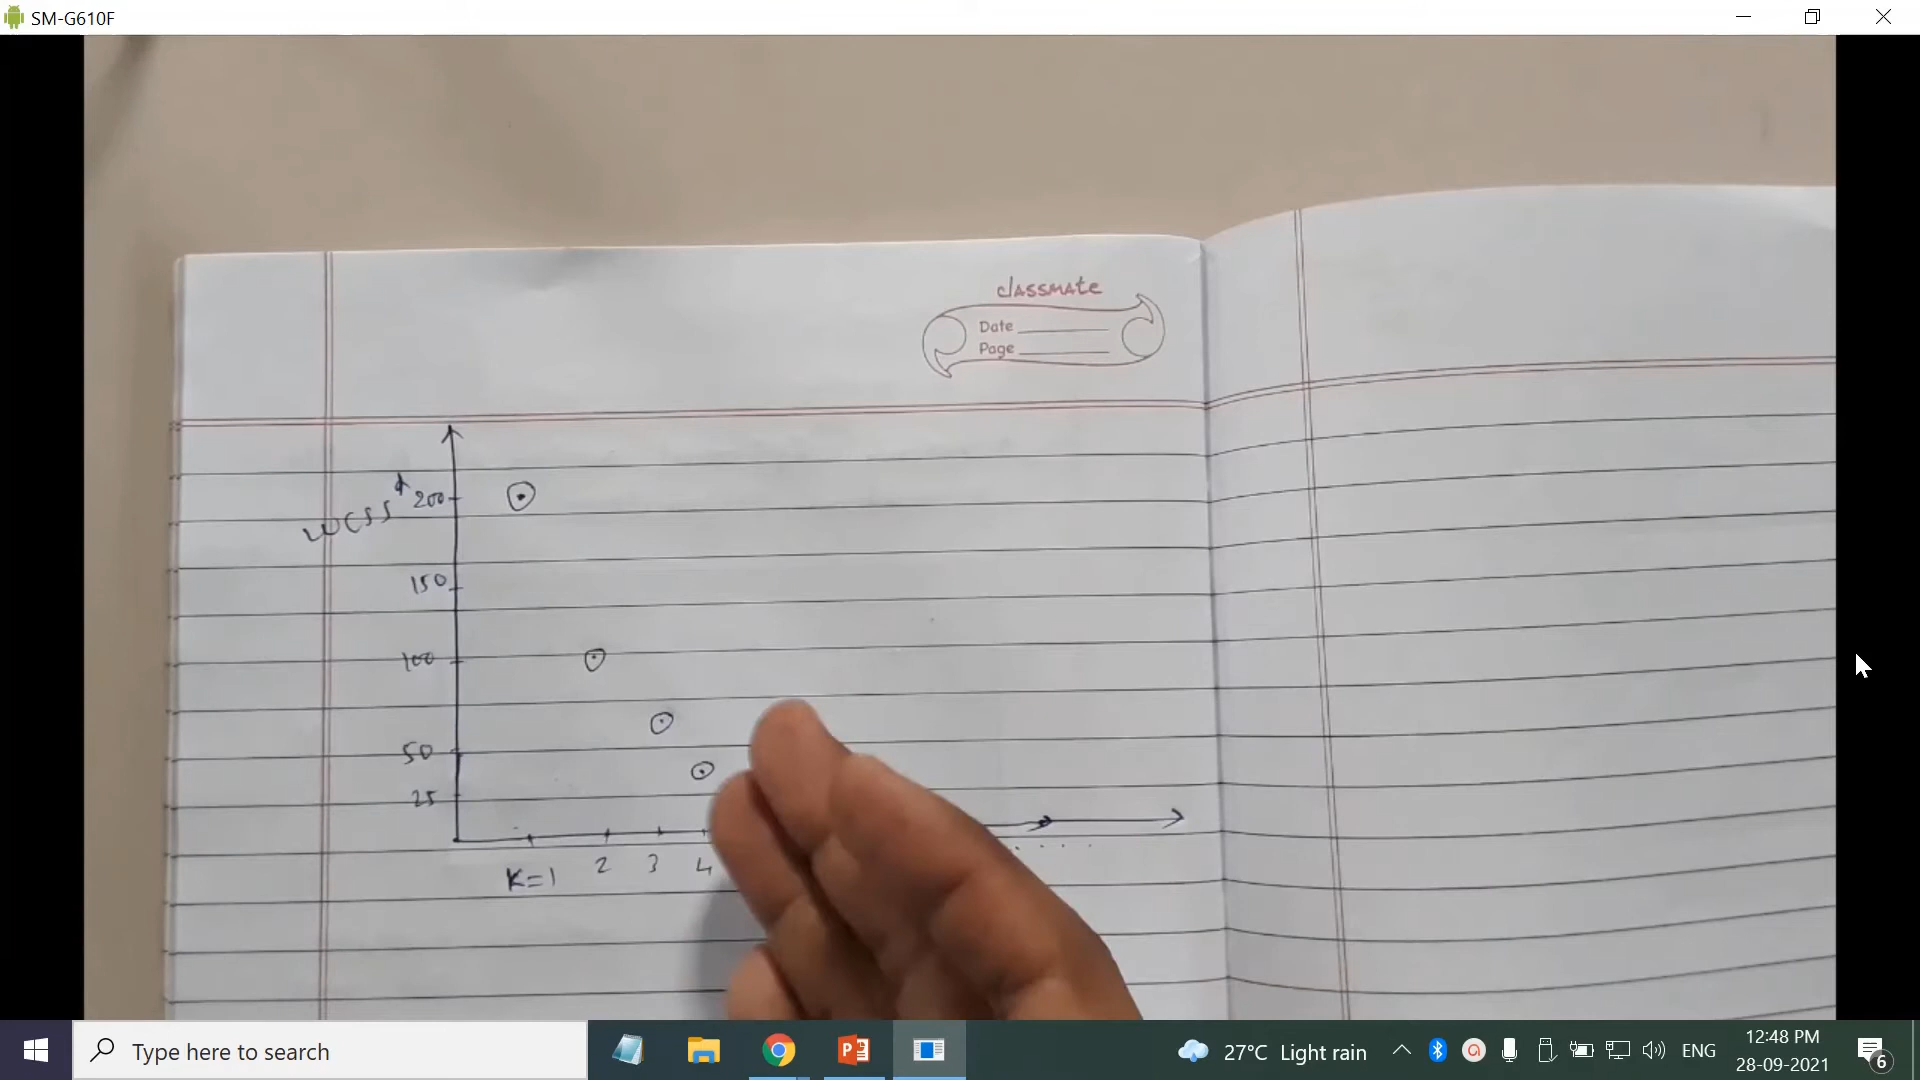 SM-G610F
classmate
Date
Page
WCSS 200
150
100
50
25
K=1 2 3 4
Type here to search
27°C Light rain
ENG
12:48 PM
28-09-2021
6